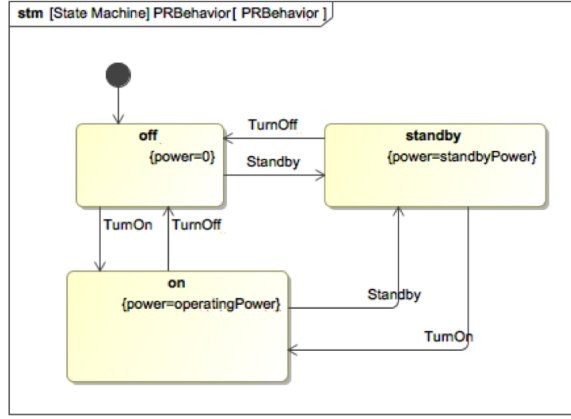 stm [State Machine] PRBehavior[ PRBehavior ]
off
{power=0}
TurnOff
Standby
standby
{power=standbyPower}
TurnOn
TurnOff
on
{power=operatingPower}
Standby
TurnOn